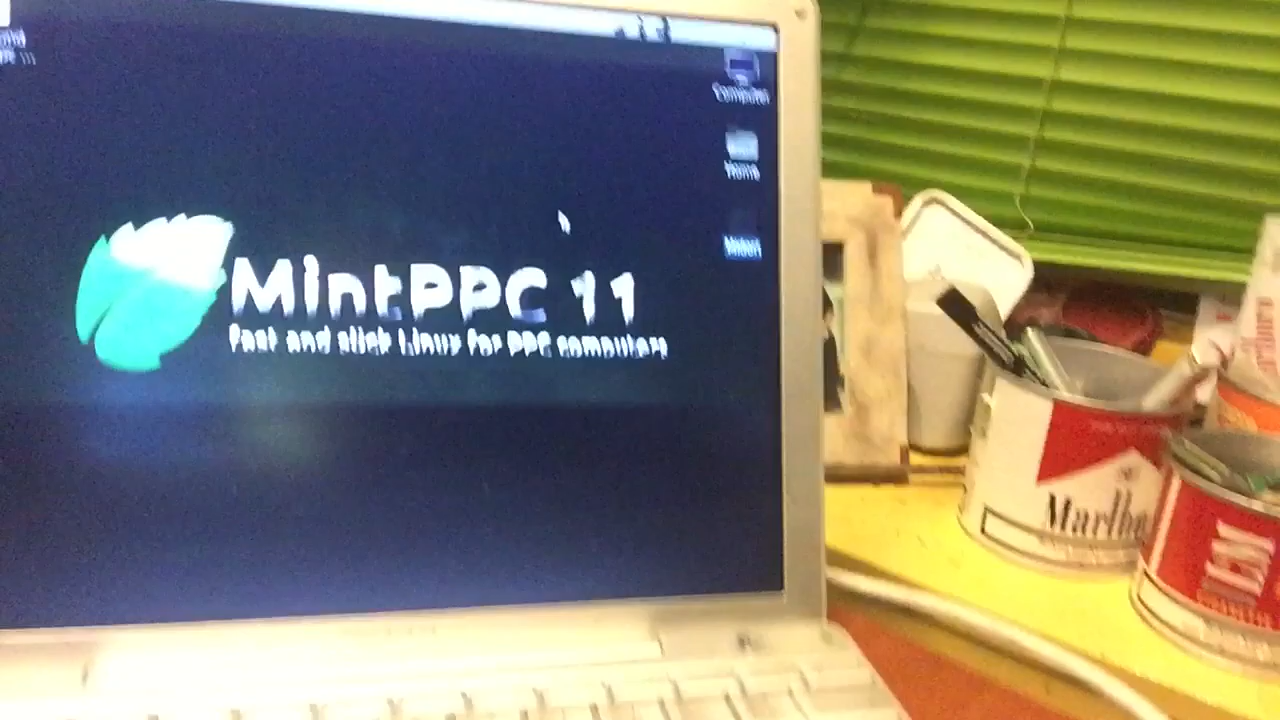 Computer
Home
MintPPC 11
Fast and slick Linux for PPC computers
Marlbo
L&M